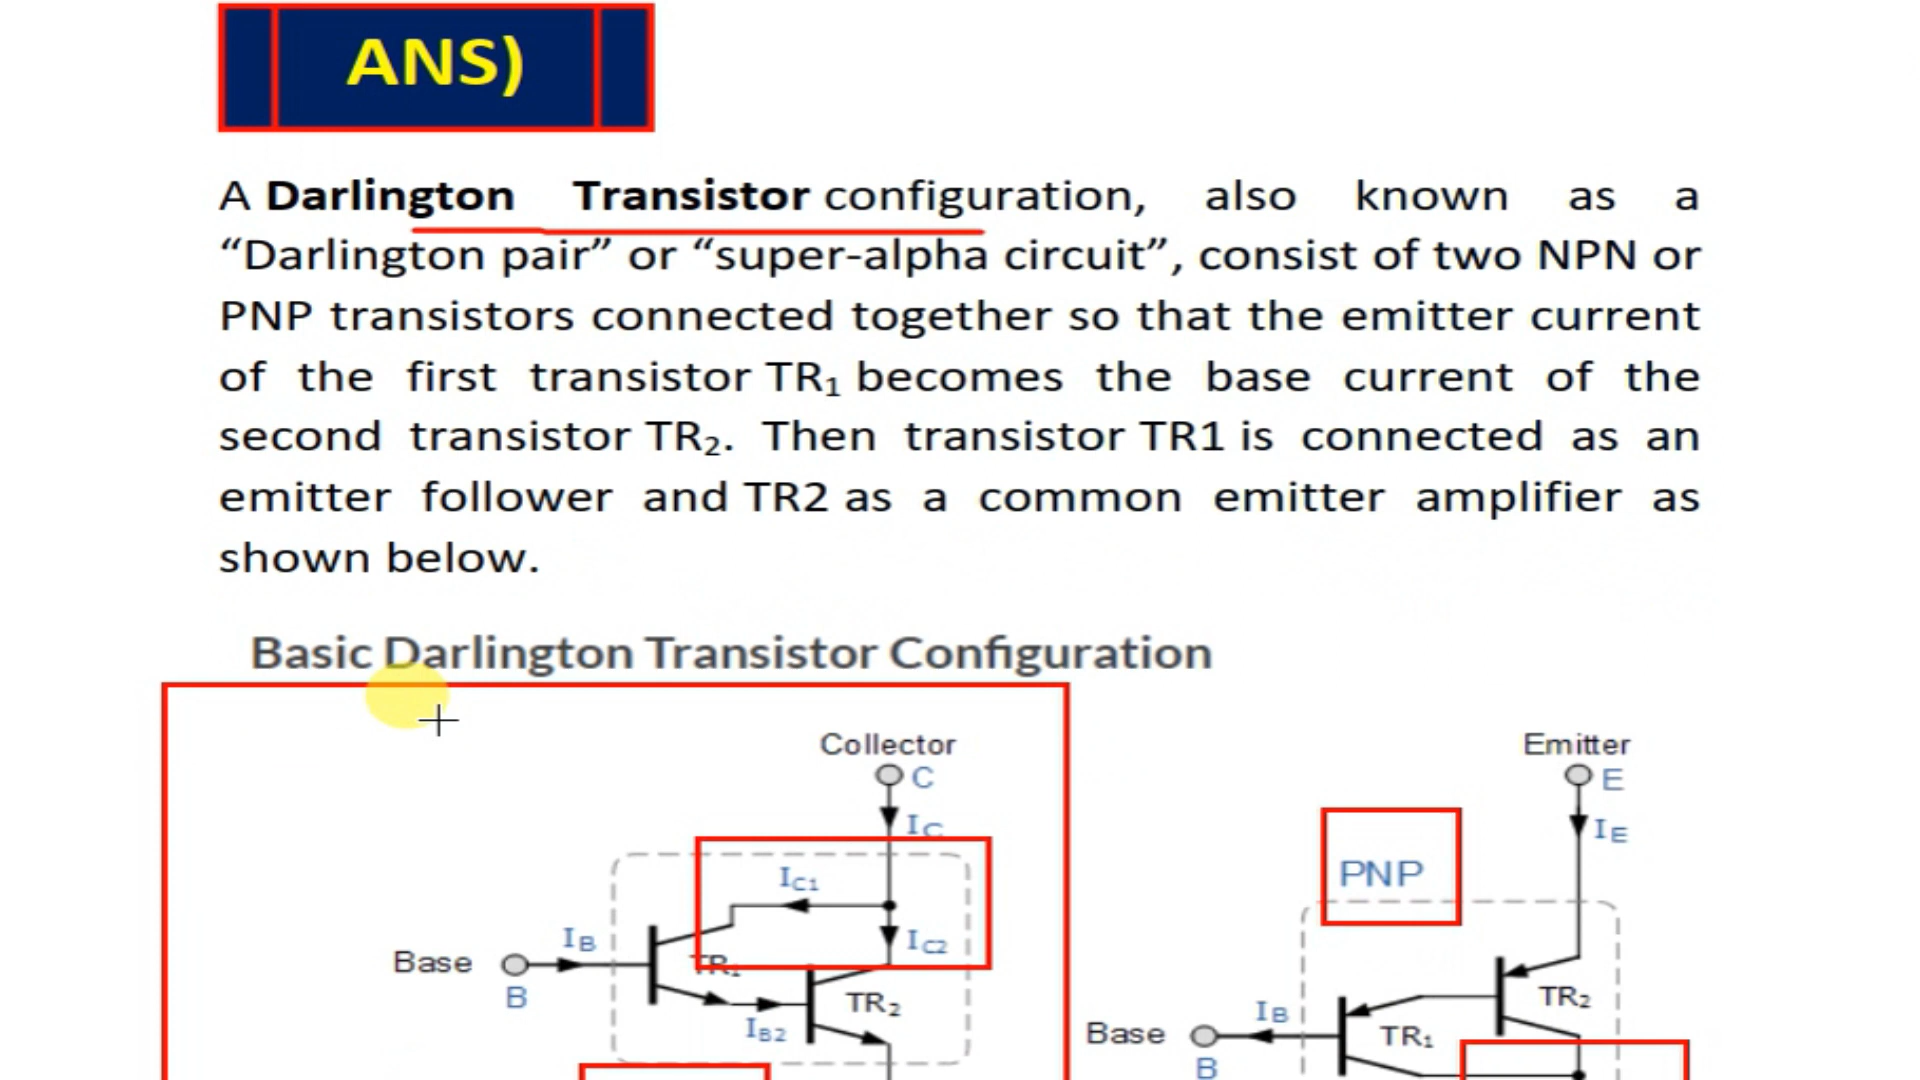 ANS)
A Darlington Transistor configuration, also known as a
“Darlington pair” or “super-alpha circuit”, consist of two NPN or
PNP transistors connected together so that the emitter current
of the first transistor TR₁ becomes the base current of the
second transistor TR₂. Then transistor TR1 is connected as an
emitter follower and TR2 as a common emitter amplifier as
shown below.
Basic Darlington Transistor Configuration
Collector
C
IC
IC1
IC2
IB
Base
B
TR₁
TR₂
IB2
Emitter
E
IE
PNP
TR₂
IB
Base
B
TR₁